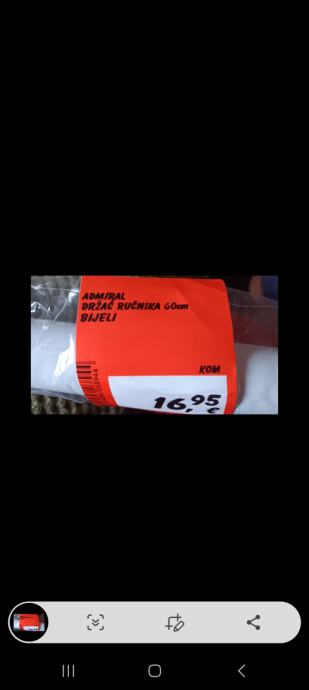 ADMIRAL
DRŽAČ RUČNIKA 60cm
BIJELI
KOM
16,95
€